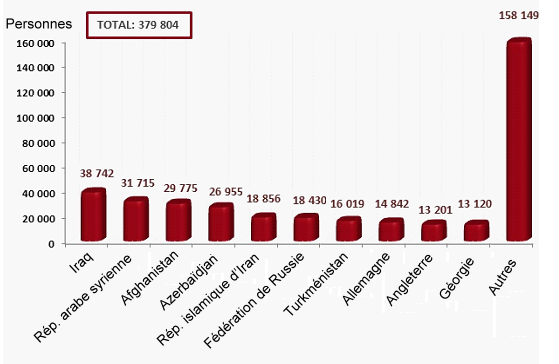 Personnes
TOTAL: 379 804
160 000
140 000
120 000
100 000
80 000
60 000
40 000
20 000
0
38 742
31 715
29 775
26 955
18 856
18 430
16 019
14 842
13 201
13 120
158 149
Iraq
Rép. arabe syrienne
Afghanistan
Azerbaïdjan
Rép. islamique d'Iran
Fédération de Russie
Turkménistan
Allemagne
Angleterre
Géorgie
Autres